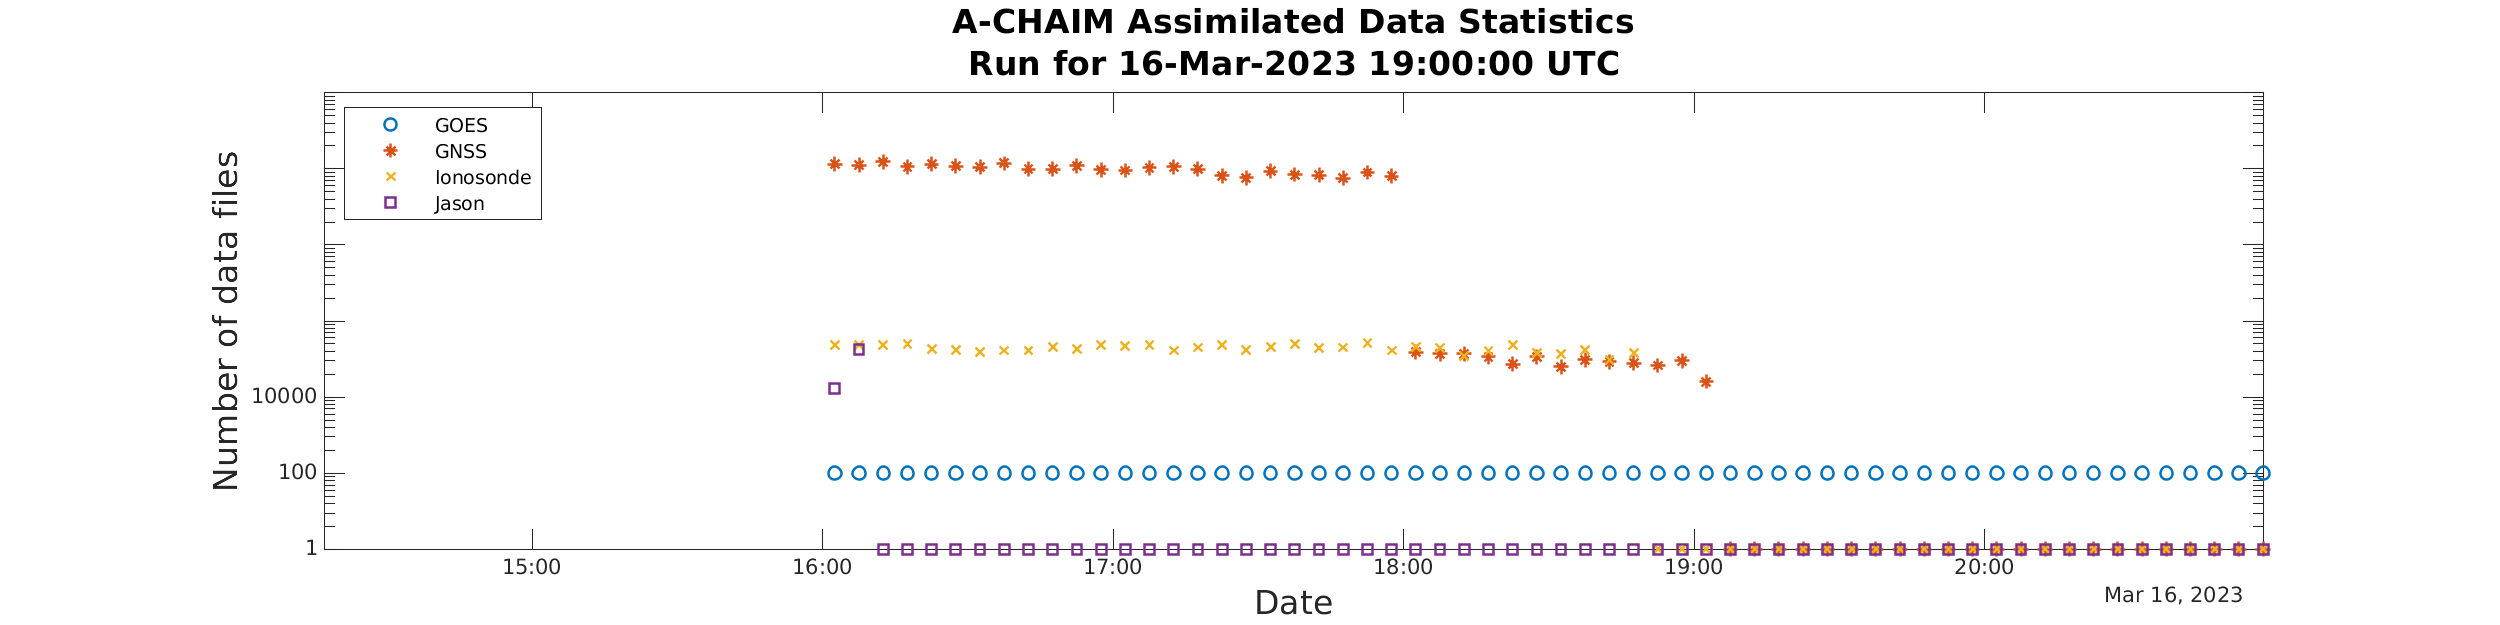 A-CHAIM Assimilated Data Statistics
Run for 16-Mar-2023 19:00:00 UTC
GOES
GNSS
Ionosonde
Jason
Number of data files
10000
100
1
15:00
16:00
17:00
18:00
19:00
20:00
Mar 16, 2023
Date